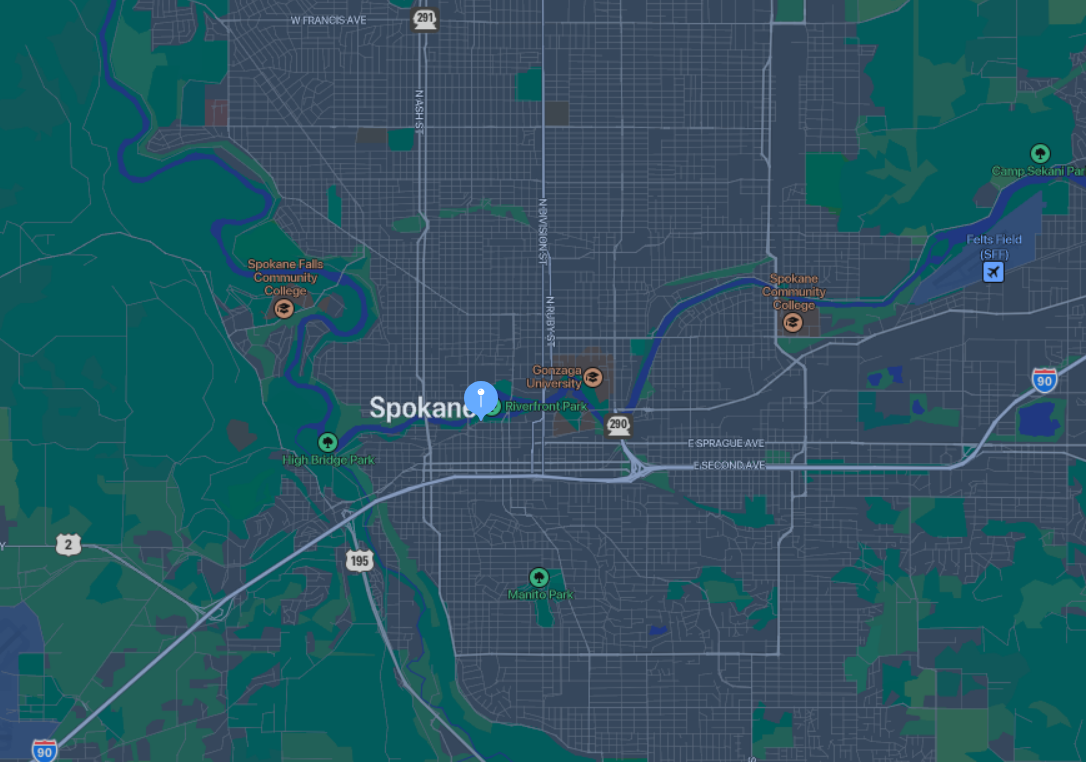 W FRANCIS AVE
291
N ASH ST
Camp Sekani Par
N DIVISION ST
Felts Field
(SFF)
Spokane Falls
Community
College
Spokane
Community
College
N RUBY ST
Gonzaga
University
90
Spokane
Riverfront Park
290
E SPRAGUE AVE
High Bridge Park
E SECOND AVE
Y
2
195
Manito Park
90
S